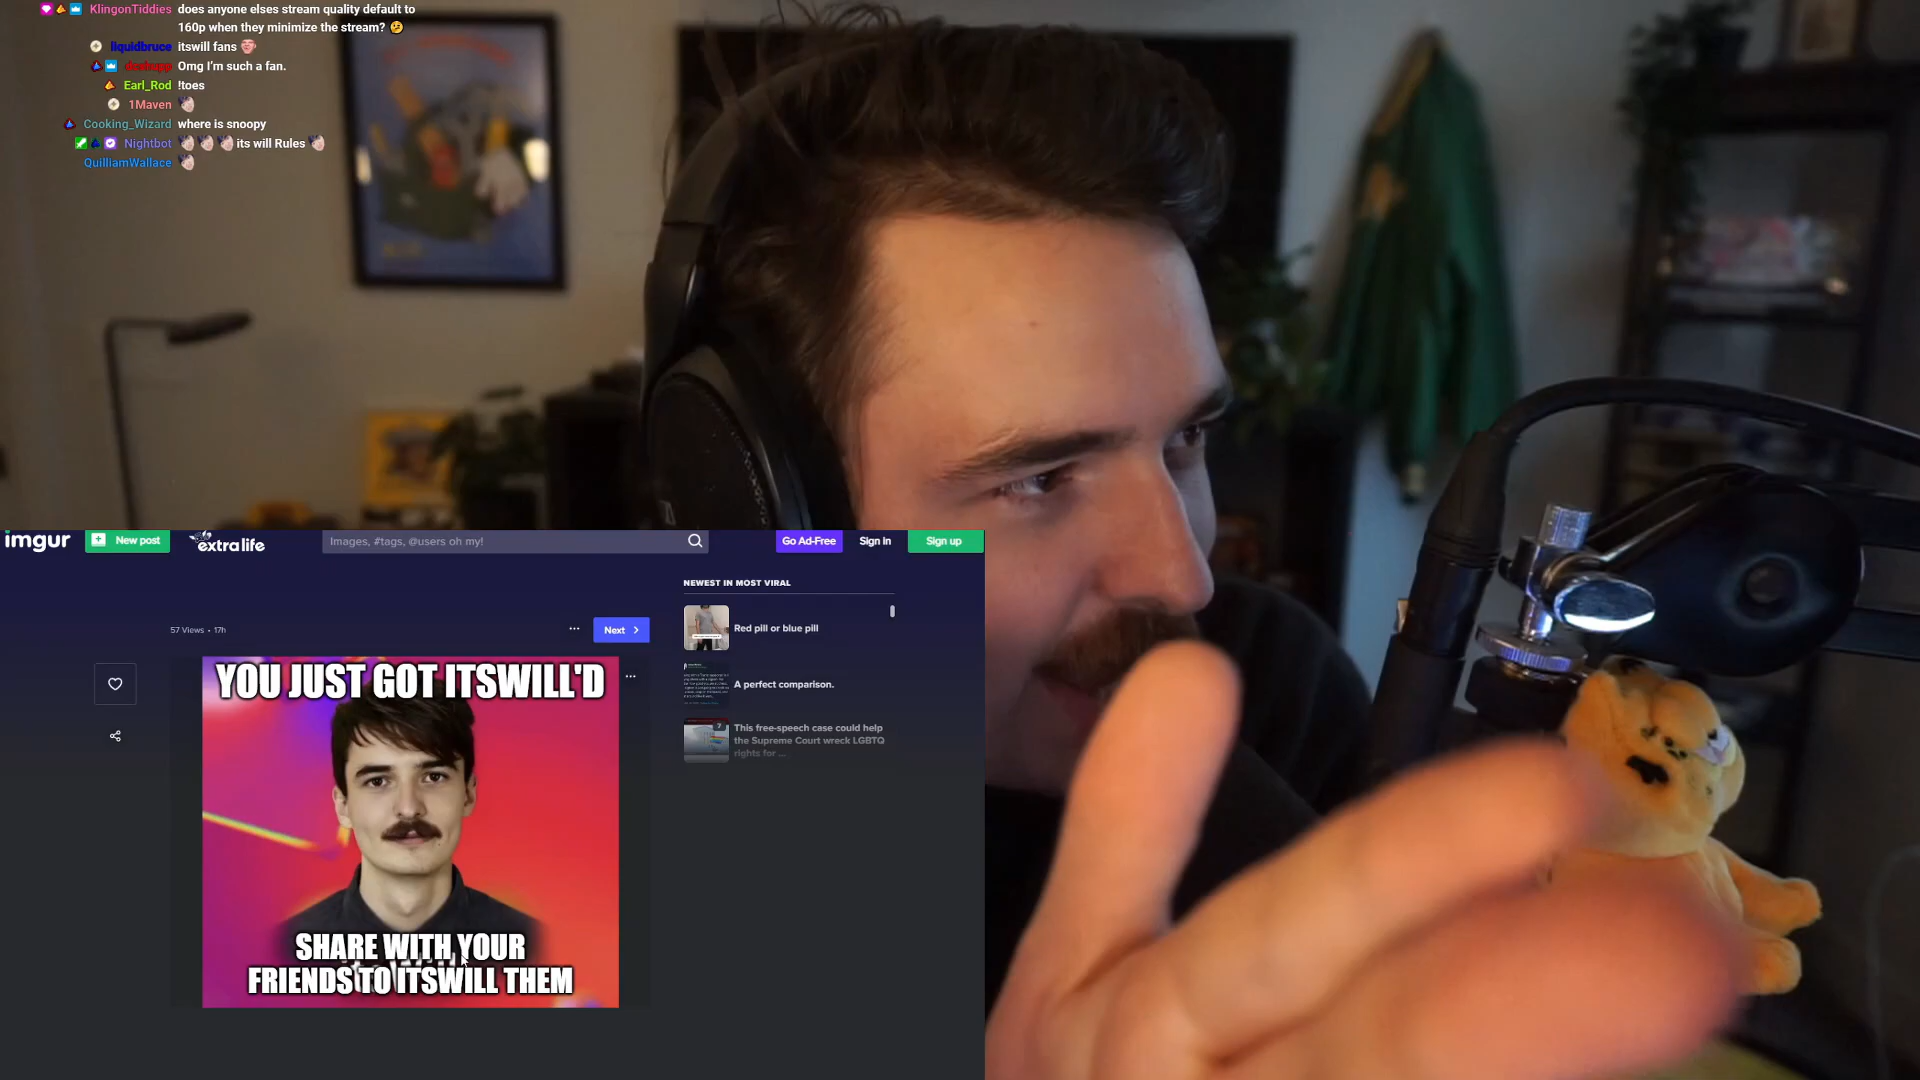 KlingonTiddies does anyone elses stream quality default to
160p when they minimize the stream?
liquidbruce itswill fans
Omg I'm such a fan.
Earl_Rod !toes
1Maven
Cooking_Wizard where is snoopy
Nightbot its will Rules
QuilliamWallace
imgur
New post
extralife
Images, #tags, @users oh my!
Go Ad-Free
Sign in
Sign up
NEWEST IN MOST VIRAL
57 Views • 17h
Next
Red pill or blue pill
A perfect comparison.
7
This free-speech case could help
the Supreme Court wreck LGBTQ
rights for ...
YOU JUST GOT ITSWILL'D
SHARE WITH YOUR
FRIENDS TO ITSWILL THEM